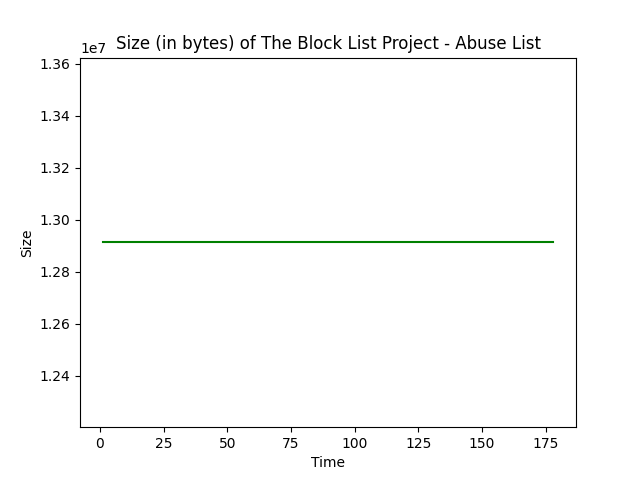 Size (in bytes) of The Block List Project - Abuse List
1e7
1.36
1.34
1.32
1.30
1.28
1.26
1.24
Size
0 25 50 75 100 125 150 175
Time